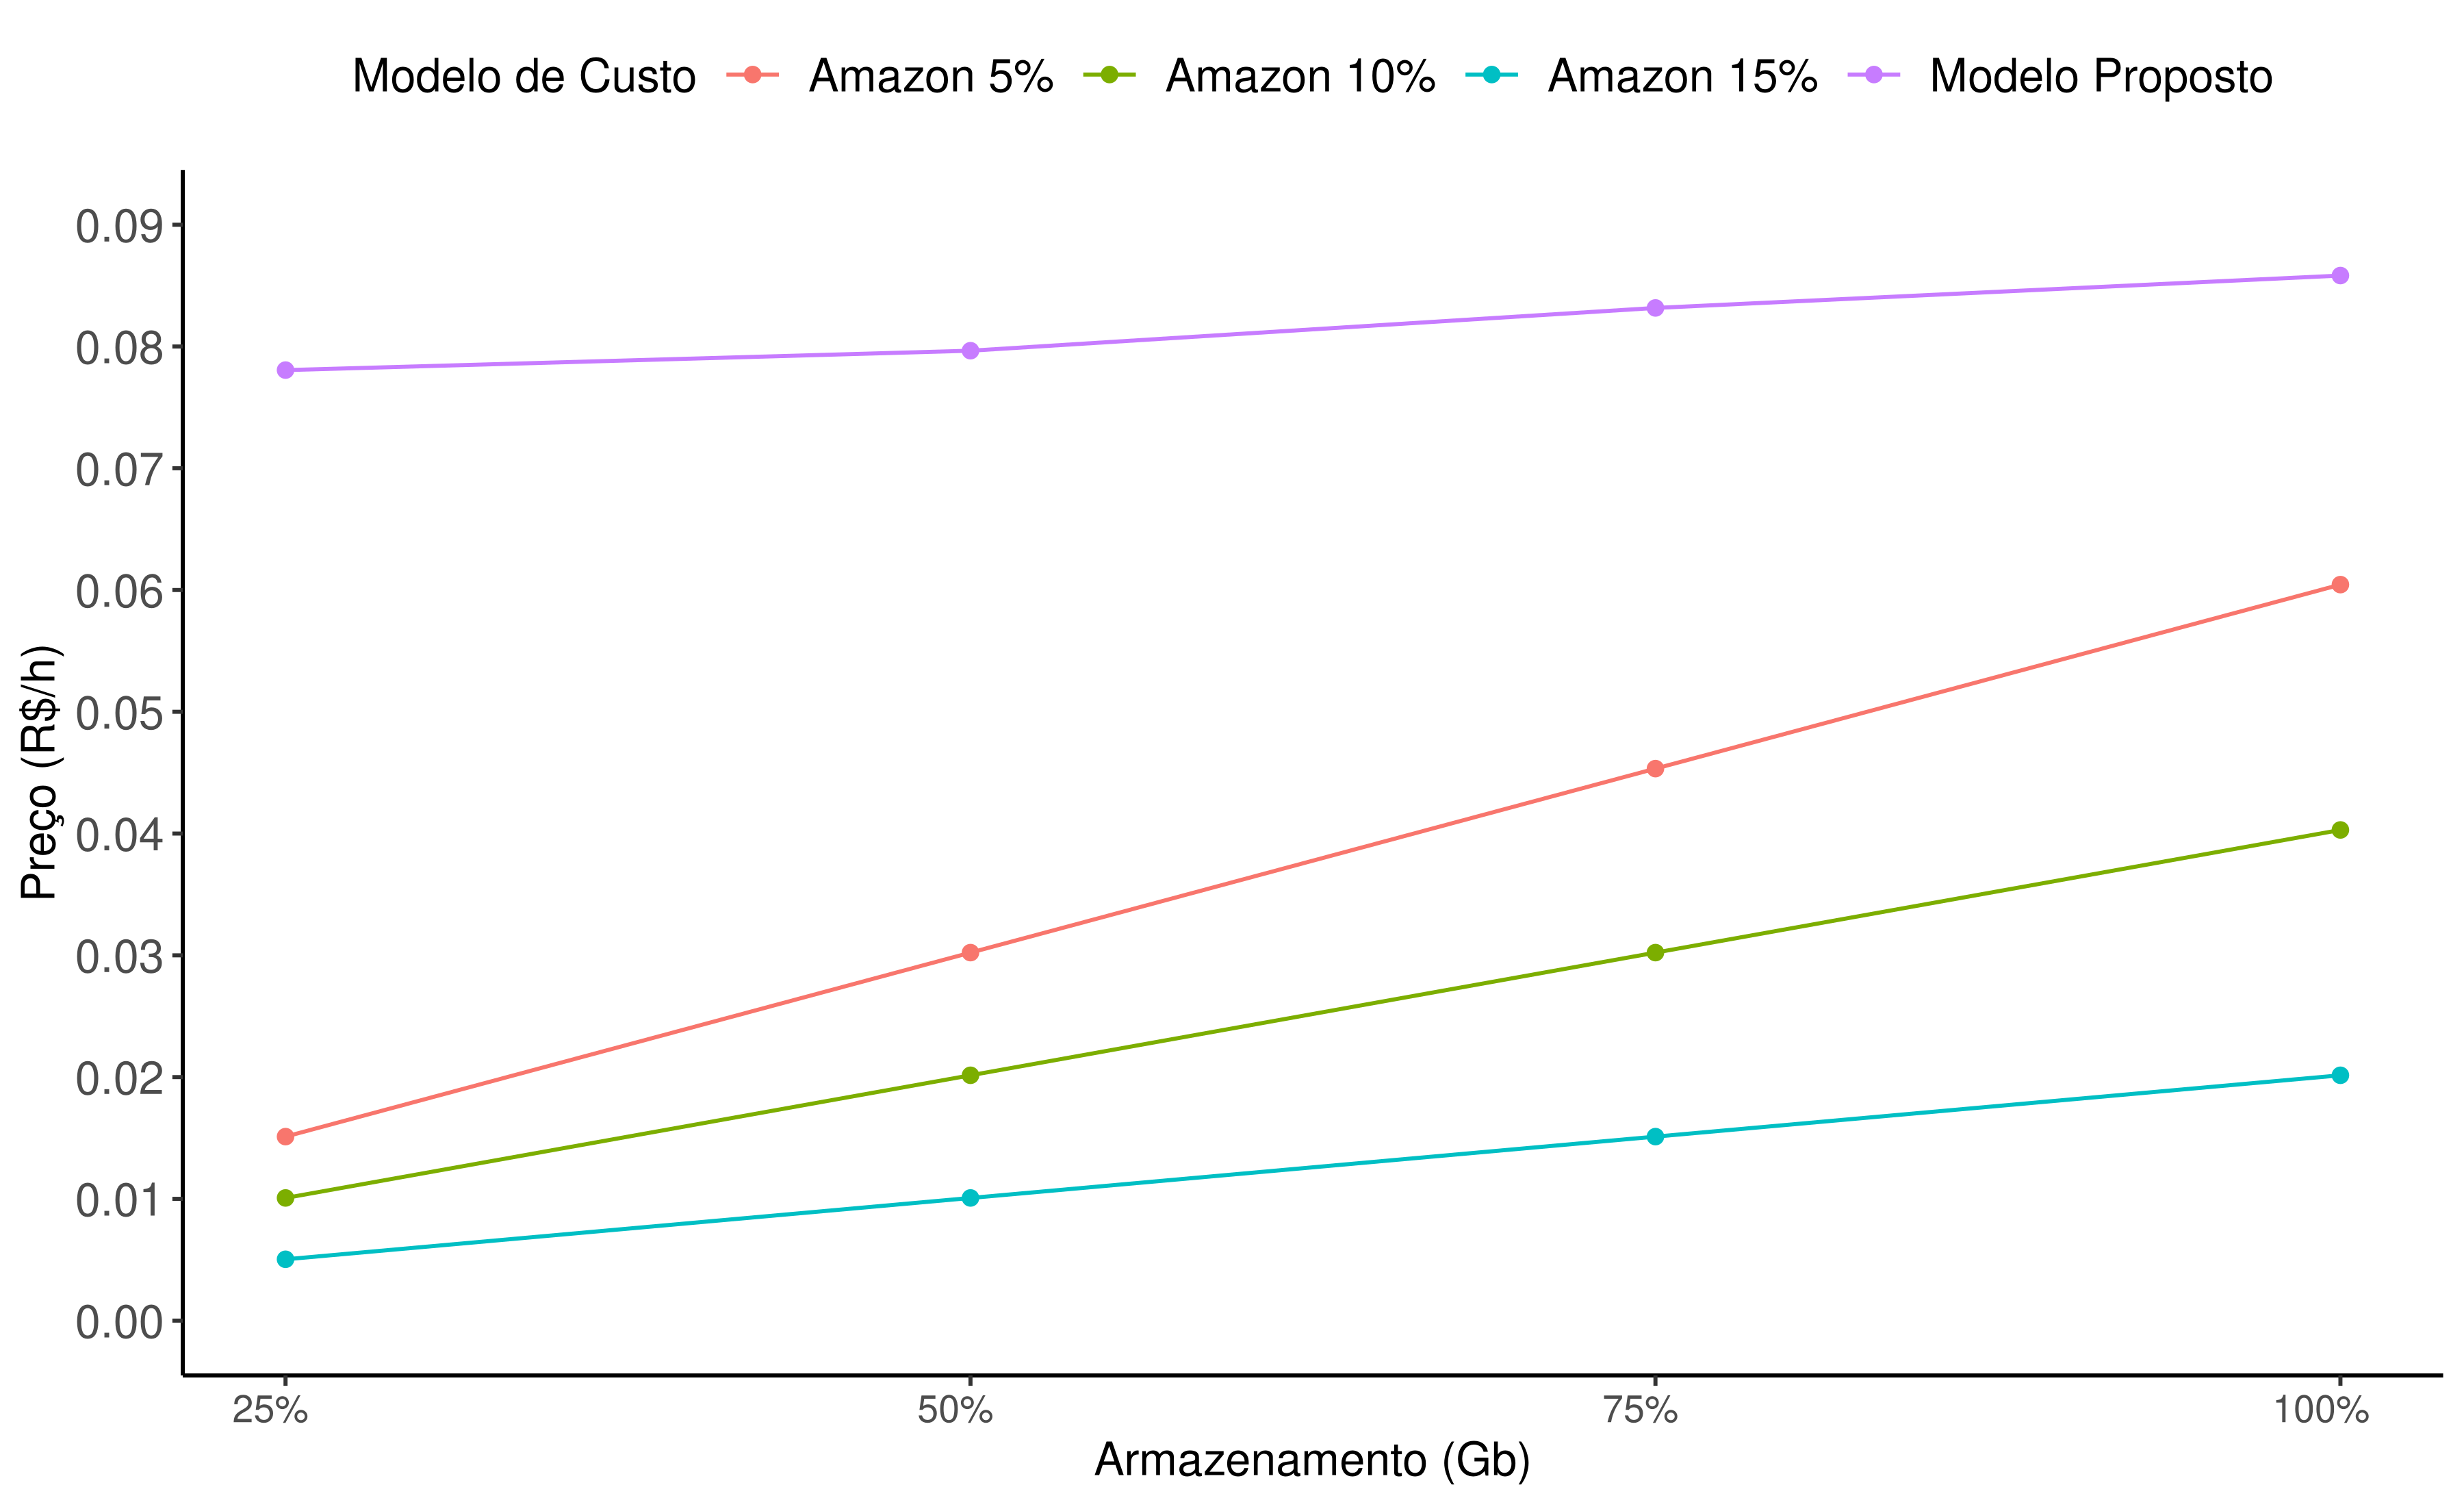 Modelo de Custo Amazon 5% Amazon 10% Amazon 15% Modelo Proposto
Preço (R$/h)
0.09
0.08
0.07
0.06
0.05
0.04
0.03
0.02
0.01
0.00
25% 50% 75% 100%
Armazenamento (Gb)